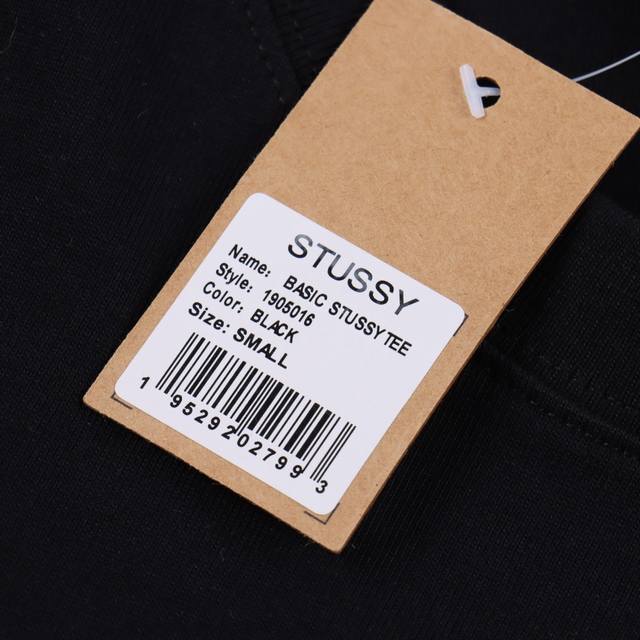 STUSSY
Name: BASIC STUSSY TEE
Style: 1905016
Color: BLACK
Size: SMALL
1 95292 02799 3